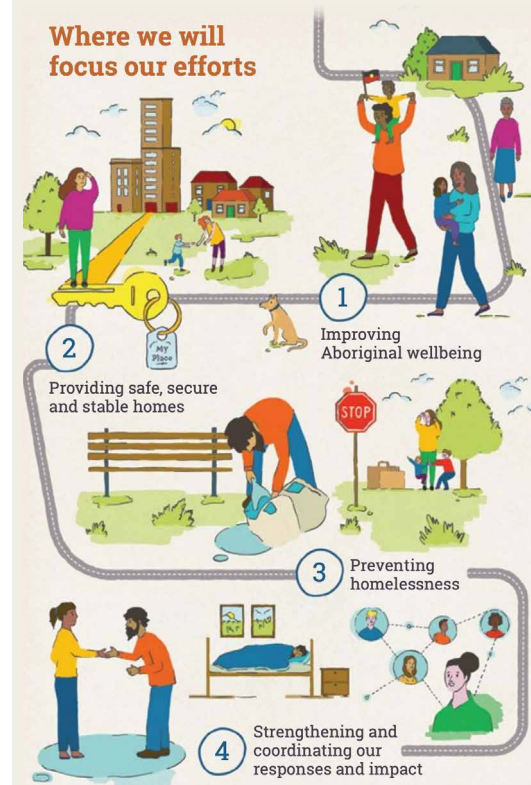 Where we will
focus our efforts
1
Improving
Aboriginal wellbeing
2
My
Place
Providing safe, secure
and stable homes
STOP
3
Preventing
homelessness
4
Strengthening and
coordinating our
responses and impact